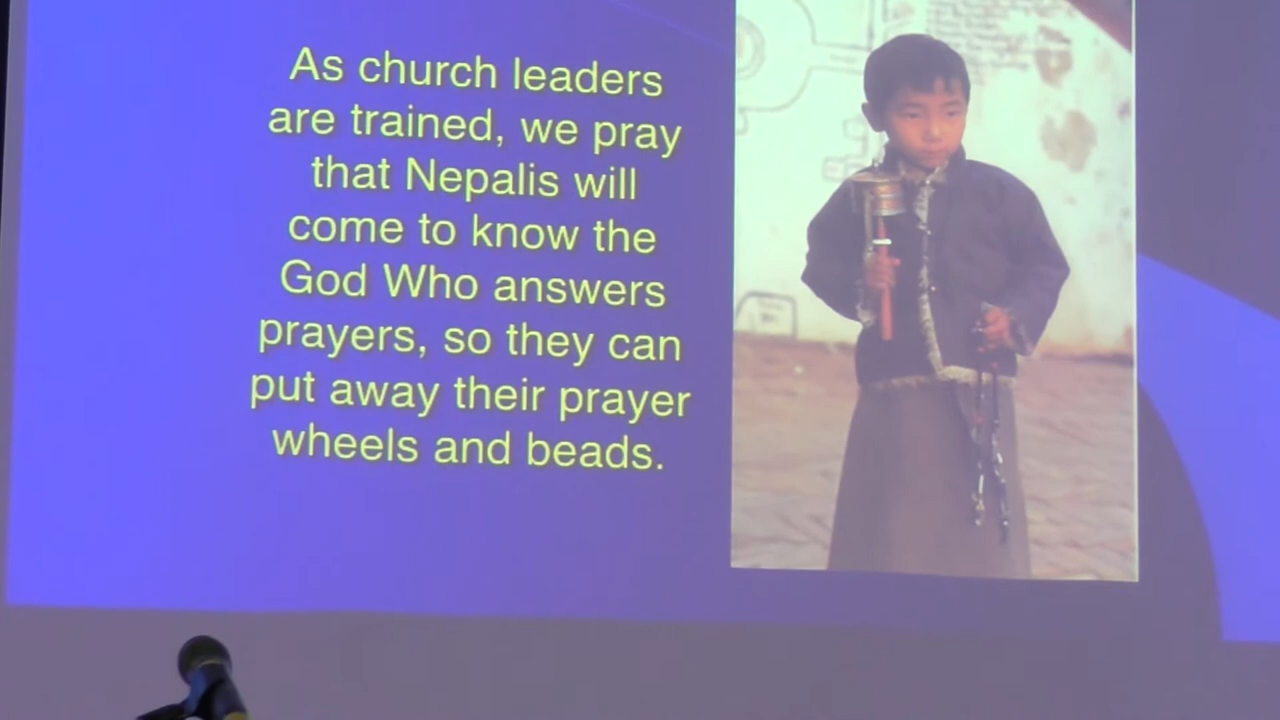 As church leaders
are trained, we pray
that Nepalis will
come to know the
God Who answers
prayers, so they can
put away their prayer
wheels and beads.